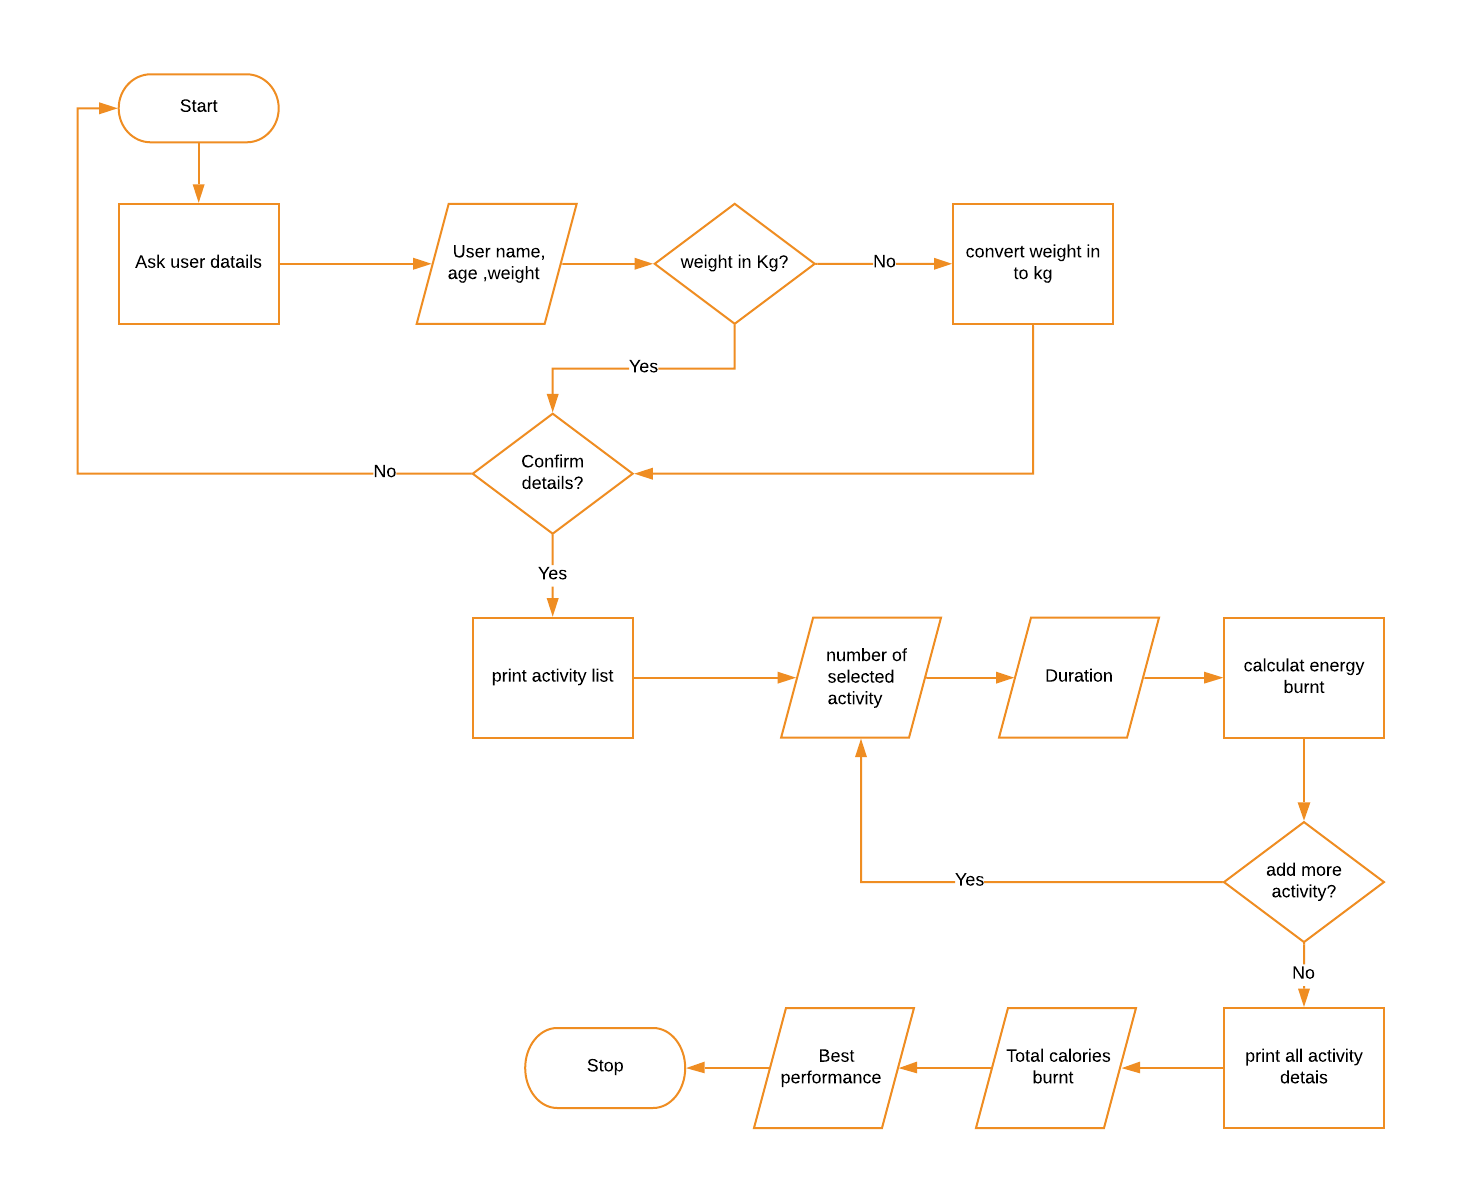 Start
Ask user datails
User name,
age ,weight
weight in Kg?
No
convert weight in
to kg
Yes
Confirm
details?
No
Yes
print activity list
number of
selected
activity
Duration
calculat energy
burnt
add more
activity?
Yes
No
print all activity
detais
Total calories
burnt
Best
performance
Stop